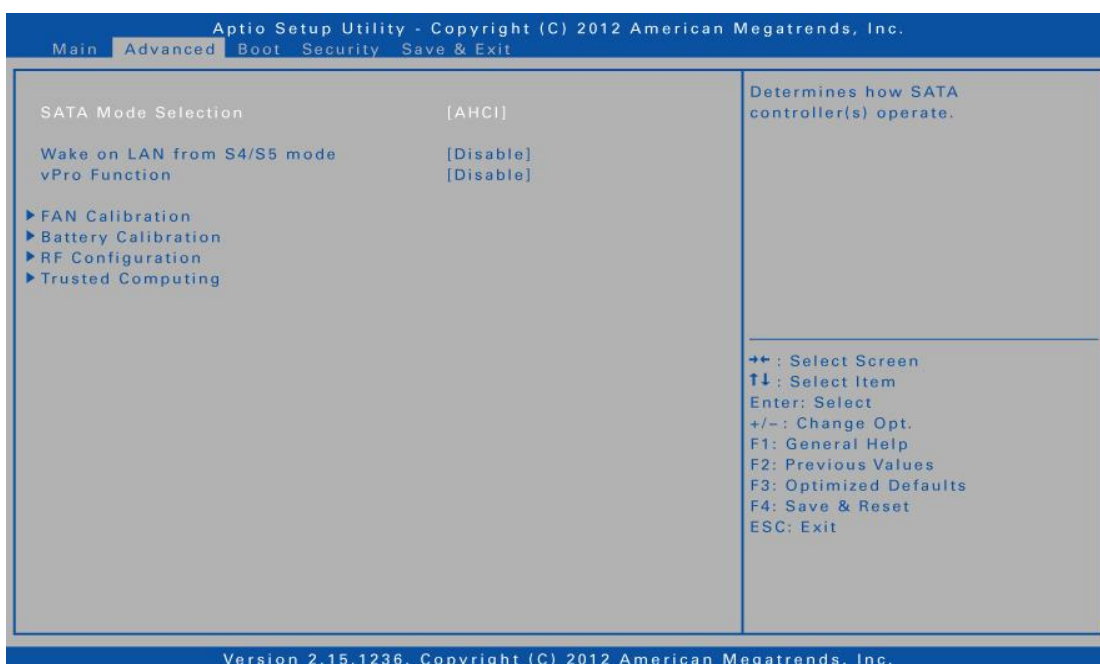 Aptio Setup Utility - Copyright (C) 2012 American Megatrends, Inc.
Main Advanced Boot Security Save & Exit
SATA Mode Selection [AHCI]
Wake on LAN from S4/S5 mode [Disable]
vPro Function [Disable]
▶ FAN Calibration
▶ Battery Calibration
▶ RF Configuration
▶ Trusted Computing
Determines how SATA
controller(s) operate.
→← : Select Screen
↑↓ : Select Item
Enter: Select
+/– : Change Opt.
F1: General Help
F2: Previous Values
F3: Optimized Defaults
F4: Save & Reset
ESC: Exit
Version 2.15.1236. Copyright (C) 2012 American Megatrends, Inc.